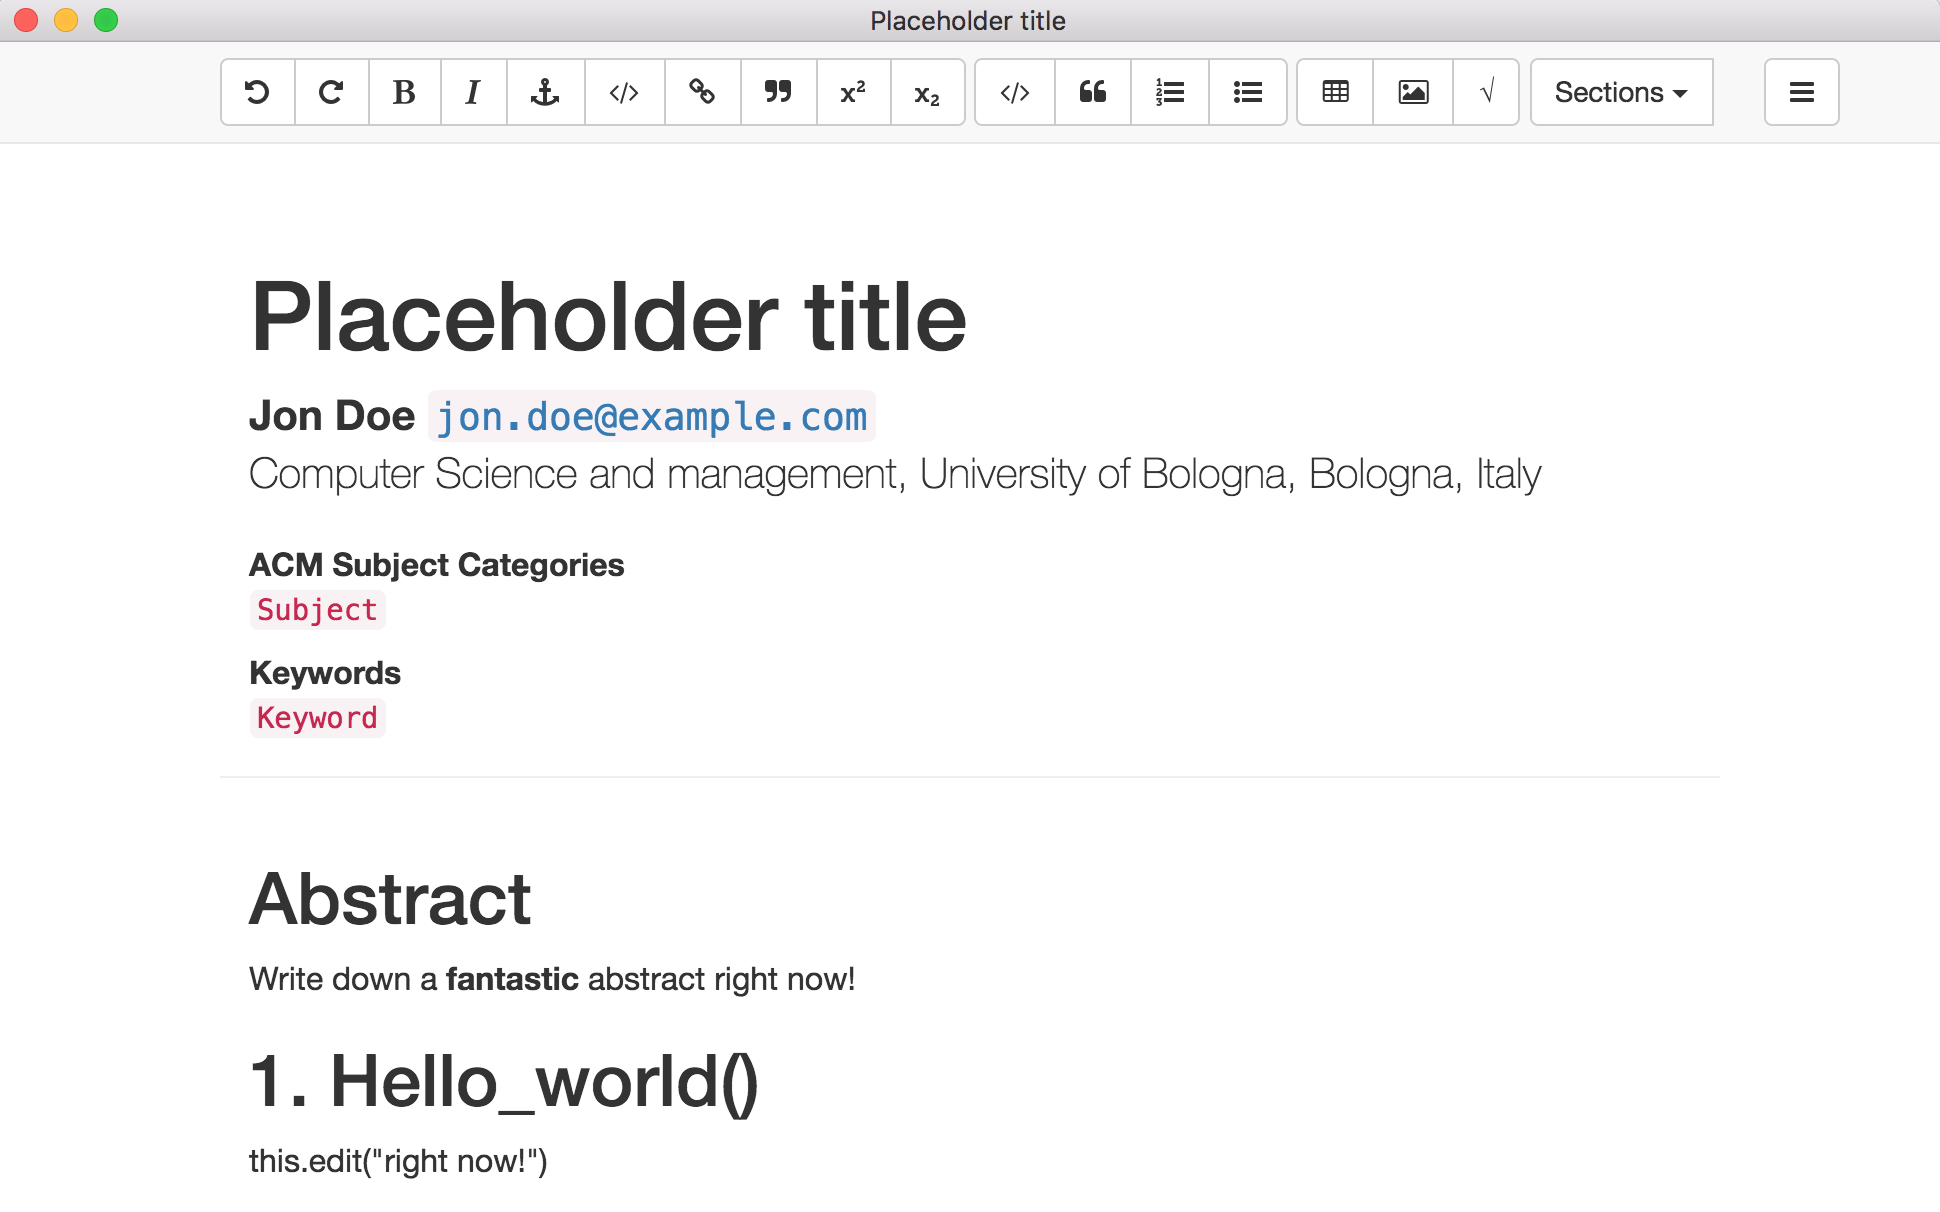 Placeholder title
B I </> x² x₂ </> √ Sections
Placeholder title
Jon Doe jon.doe@example.com
Computer Science and management, University of Bologna, Bologna, Italy
ACM Subject Categories
Subject
Keywords
Keyword
Abstract
Write down a fantastic abstract right now!
1. Hello_world()
this.edit("right now!")